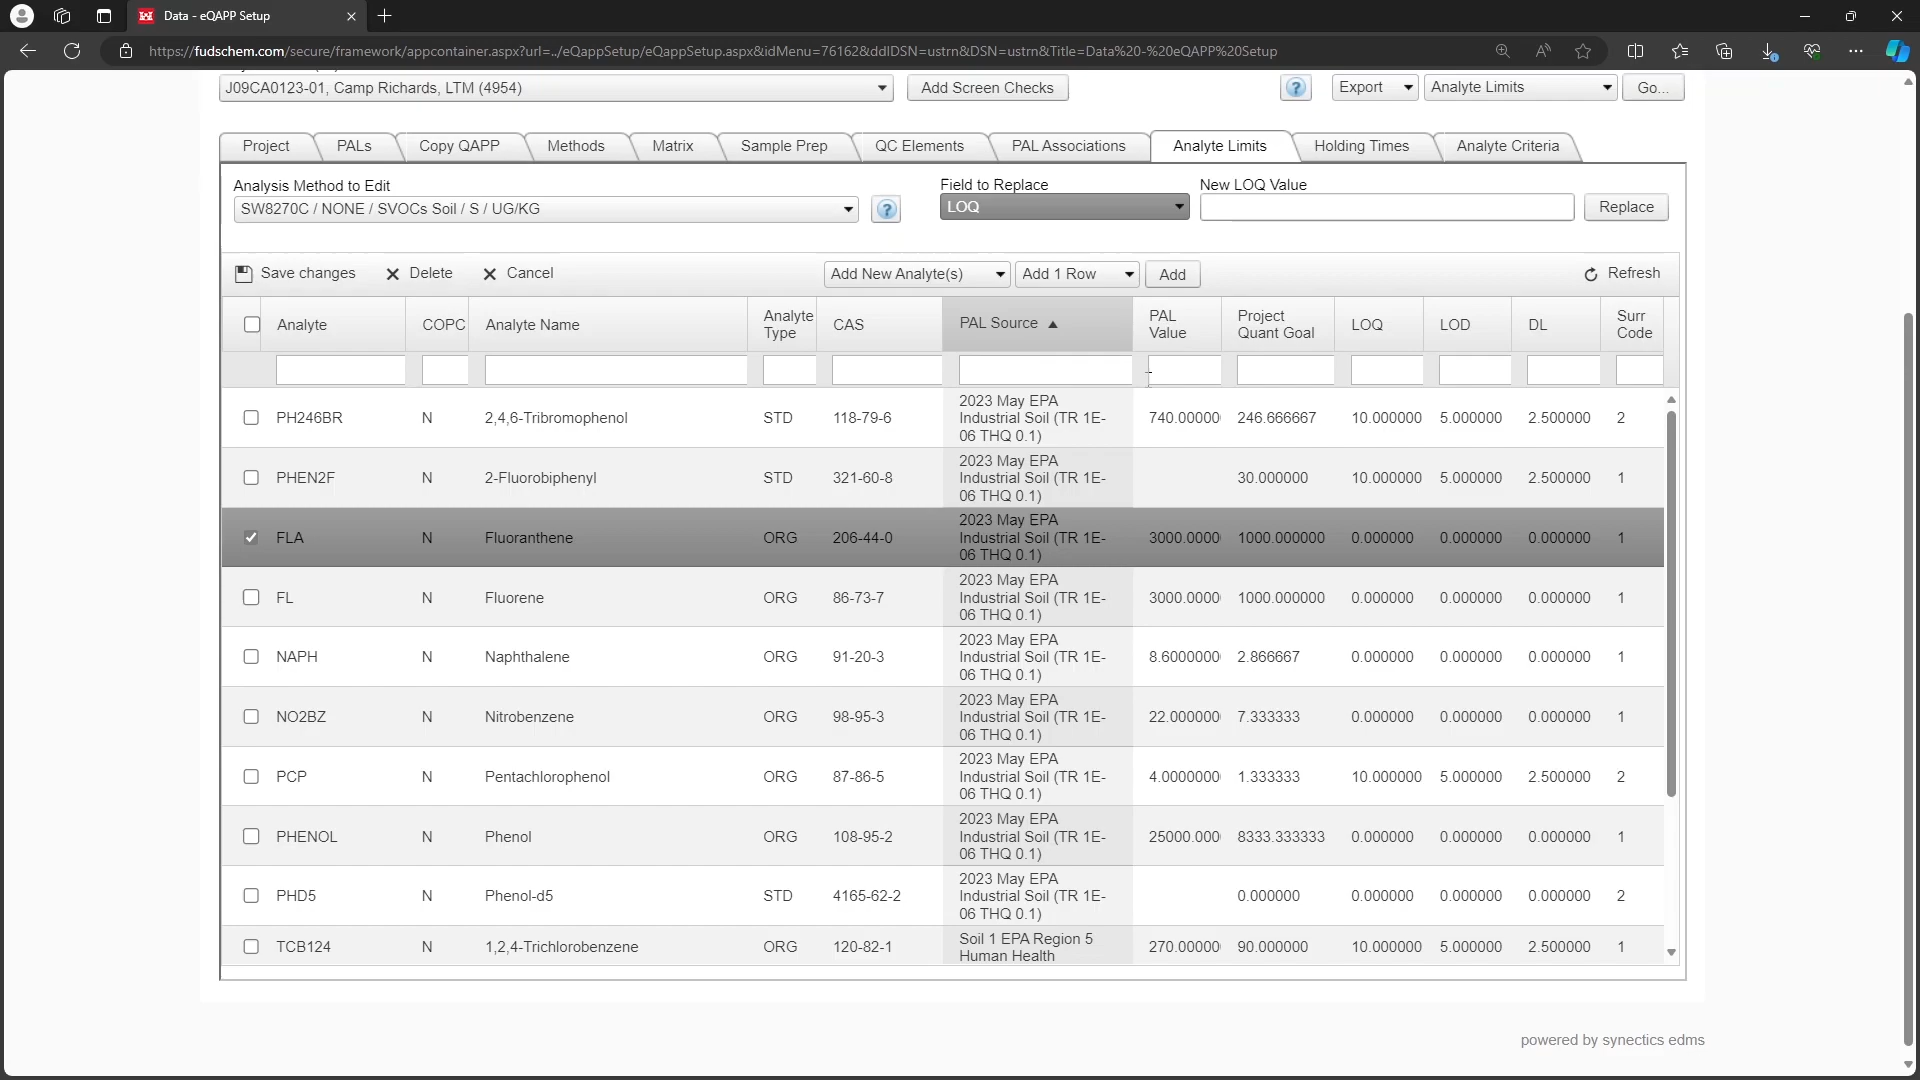 Data - eQAPP Setup
https://fudschem.com/secure/framework/appcontainer.aspx?url=../eQappSetup/eQappSetup.aspx&idMenu=76162&ddlDSN=ustrn&DSN=ustrn&Title=Data%20-%20eQAPP%20Setup
J09CA0123-01, Camp Richards, LTM (4954)
Add Screen Checks
Export
Analyte Limits
Go...
Project
PALs
Copy QAPP
Methods
Matrix
Sample Prep
QC Elements
PAL Associations
Analyte Limits
Holding Times
Analyte Criteria
Analysis Method to Edit
Field to Replace
New LOQ Value
SW8270C / NONE / SVOCs Soil / S / UG/KG
LOQ
Replace
Save changes
Delete
Cancel
Add New Analyte(s)
Add 1 Row
Add
Refresh
Analyte
COPC
Analyte Name
Analyte
Type
CAS
PAL Source
PAL
Value
Project
Quant Goal
LOQ
LOD
DL
Surr
Code
PH246BR N 2,4,6-Tribromophenol STD 118-79-6
2023 May EPA
Industrial Soil (TR 1E-
06 THQ 0.1)
740.00000 246.666667 10.000000 5.000000 2.500000 2
PHEN2F N 2-Fluorobiphenyl STD 321-60-8
2023 May EPA
Industrial Soil (TR 1E-
06 THQ 0.1)
30.000000 10.000000 5.000000 2.500000 1
FLA N Fluoranthene ORG 206-44-0
2023 May EPA
Industrial Soil (TR 1E-
06 THQ 0.1)
3000.0000 1000.000000 0.000000 0.000000 0.000000 1
FL N Fluorene ORG 86-73-7
2023 May EPA
Industrial Soil (TR 1E-
06 THQ 0.1)
3000.0000 1000.000000 0.000000 0.000000 0.000000 1
NAPH N Naphthalene ORG 91-20-3
2023 May EPA
Industrial Soil (TR 1E-
06 THQ 0.1)
8.6000000 2.866667 0.000000 0.000000 0.000000 1
NO2BZ N Nitrobenzene ORG 98-95-3
2023 May EPA
Industrial Soil (TR 1E-
06 THQ 0.1)
22.000000 7.333333 0.000000 0.000000 0.000000 1
PCP N Pentachlorophenol ORG 87-86-5
2023 May EPA
Industrial Soil (TR 1E-
06 THQ 0.1)
4.0000000 1.333333 10.000000 5.000000 2.500000 2
PHENOL N Phenol ORG 108-95-2
2023 May EPA
Industrial Soil (TR 1E-
06 THQ 0.1)
25000.000 8333.333333 0.000000 0.000000 0.000000 1
PHD5 N Phenol-d5 STD 4165-62-2
2023 May EPA
Industrial Soil (TR 1E-
06 THQ 0.1)
0.000000 0.000000 0.000000 0.000000 2
TCB124 N 1,2,4-Trichlorobenzene ORG 120-82-1
Soil 1 EPA Region 5
Human Health
270.00000 90.000000 10.000000 5.000000 2.500000 1
powered by synectics edms